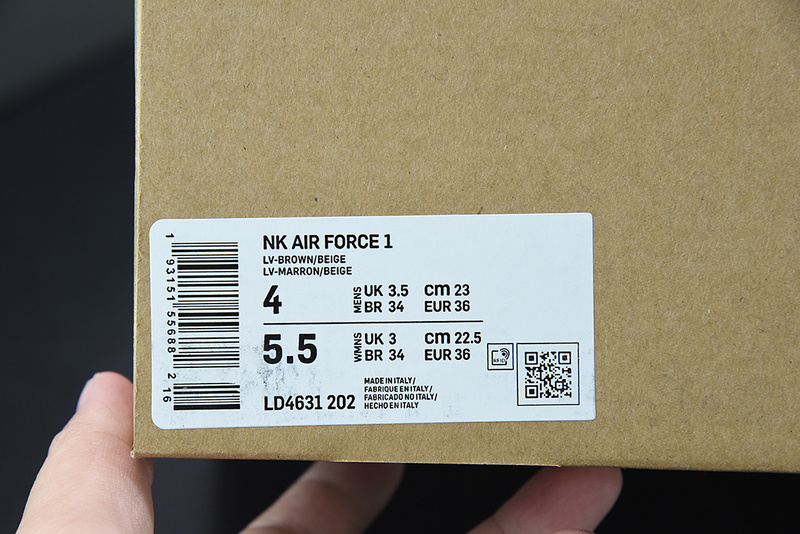 NK AIR FORCE 1
LV-BROWN/BEIGE
LV-MARRON/BEIGE
4 MENS UK 3.5 cm 23
BR 34 EUR 36
5.5 WMNS UK 3 cm 22.5
BR 34 EUR 36
RFID
LD4631 202
MADE IN ITALY/
FABRIQUE EN ITALY/
FABRICADO NO ITALY/
HECHO EN ITALY
1 93151 55688 2 16